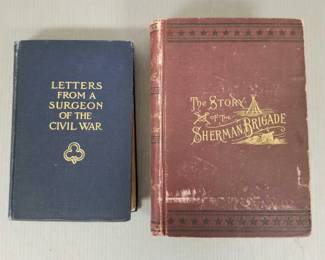 LETTERS
FROM A
SURGEON
OF THE
CIVIL WAR
The Story
of the
Sherman Brigade